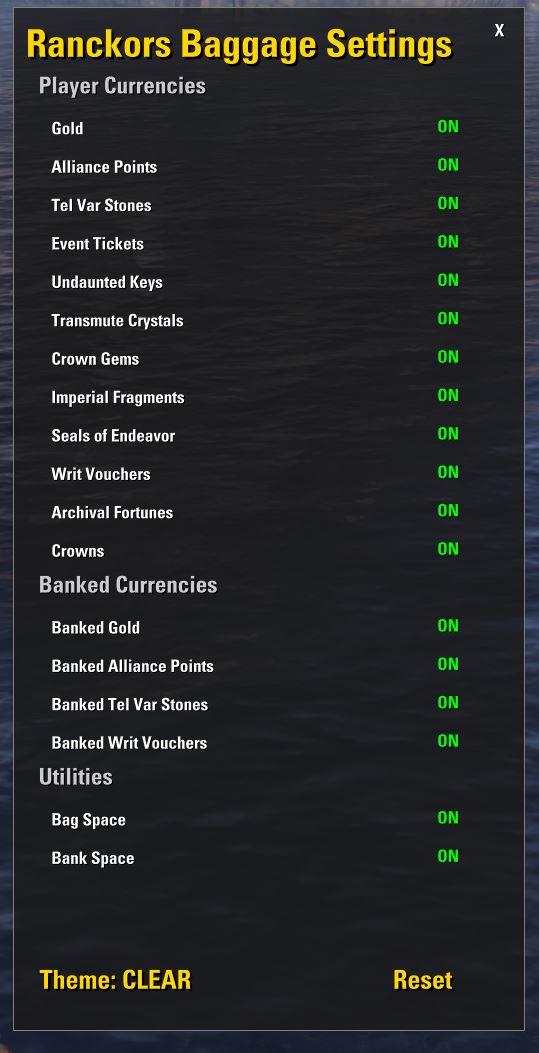 Ranckors Baggage Settings X
Player Currencies
Gold ON
Alliance Points ON
Tel Var Stones ON
Event Tickets ON
Undaunted Keys ON
Transmute Crystals ON
Crown Gems ON
Imperial Fragments ON
Seals of Endeavor ON
Writ Vouchers ON
Archival Fortunes ON
Crowns ON
Banked Currencies
Banked Gold ON
Banked Alliance Points ON
Banked Tel Var Stones ON
Banked Writ Vouchers ON
Utilities
Bag Space ON
Bank Space ON
Theme: CLEAR Reset